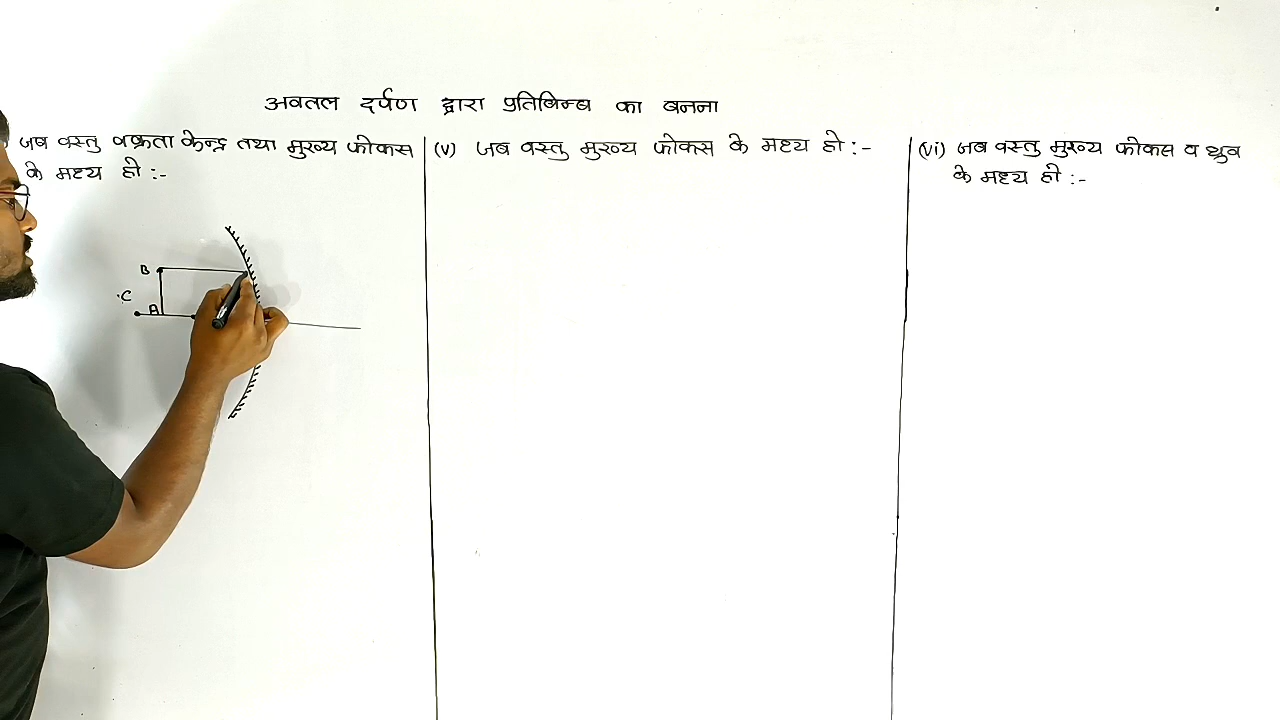 अवतल दर्पण द्वारा प्रतिबिम्ब का बनना
जब वस्तु वक्रता केन्द्र तथा मुख्य फोकस
के मध्य हो :-
B
C
A
(v) जब वस्तु मुख्य फोकस के मध्य हो :-
(vi) जब वस्तु मुख्य फोकस व ध्रुव
के मध्य हो :-